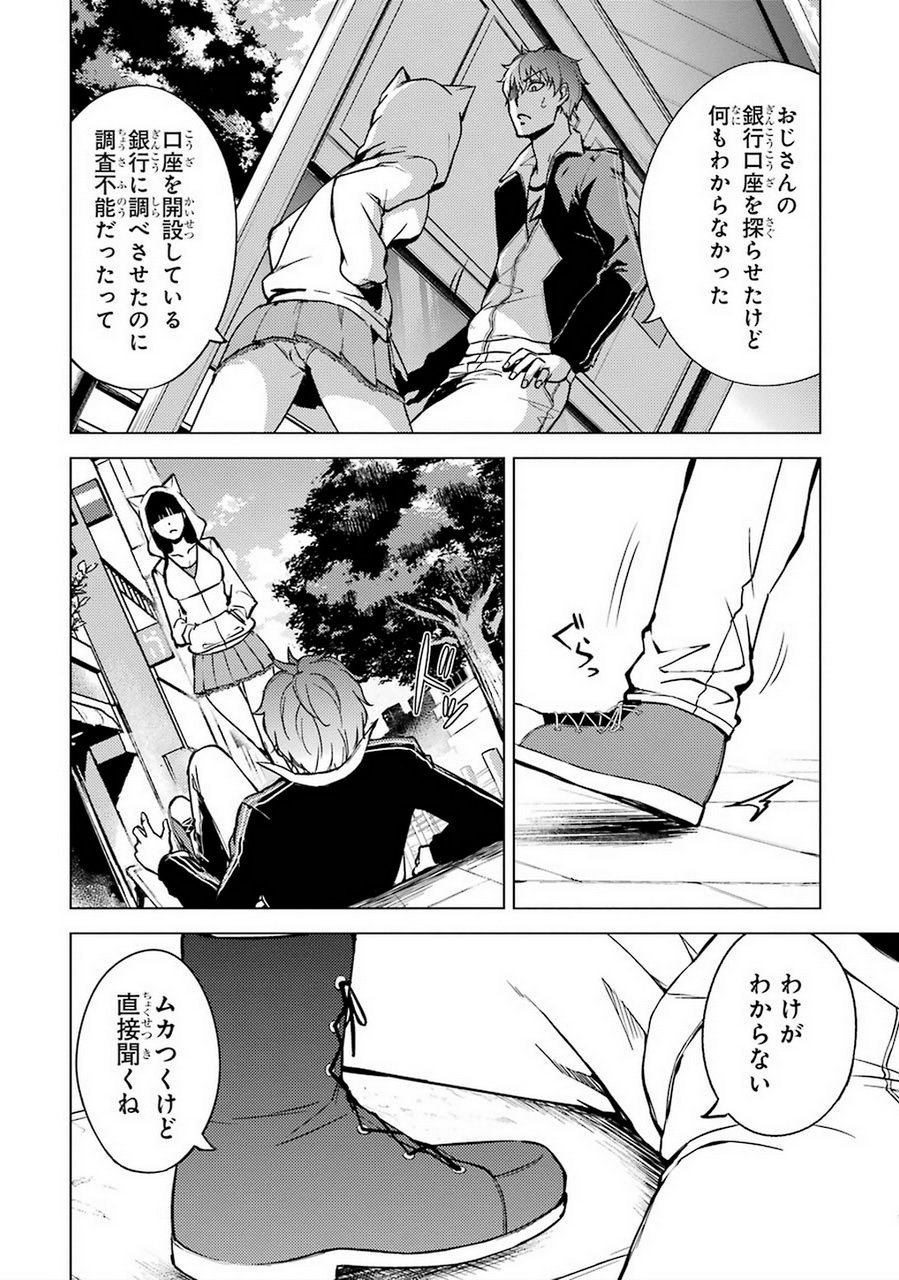 おじさんの
銀行口座を探らせたけど
何もわからなかった
口座を開設している
銀行に調べさせたのに
調査不能だったって
ぐらっ
わけが
わからない
ムカつくけど
直接聞くね